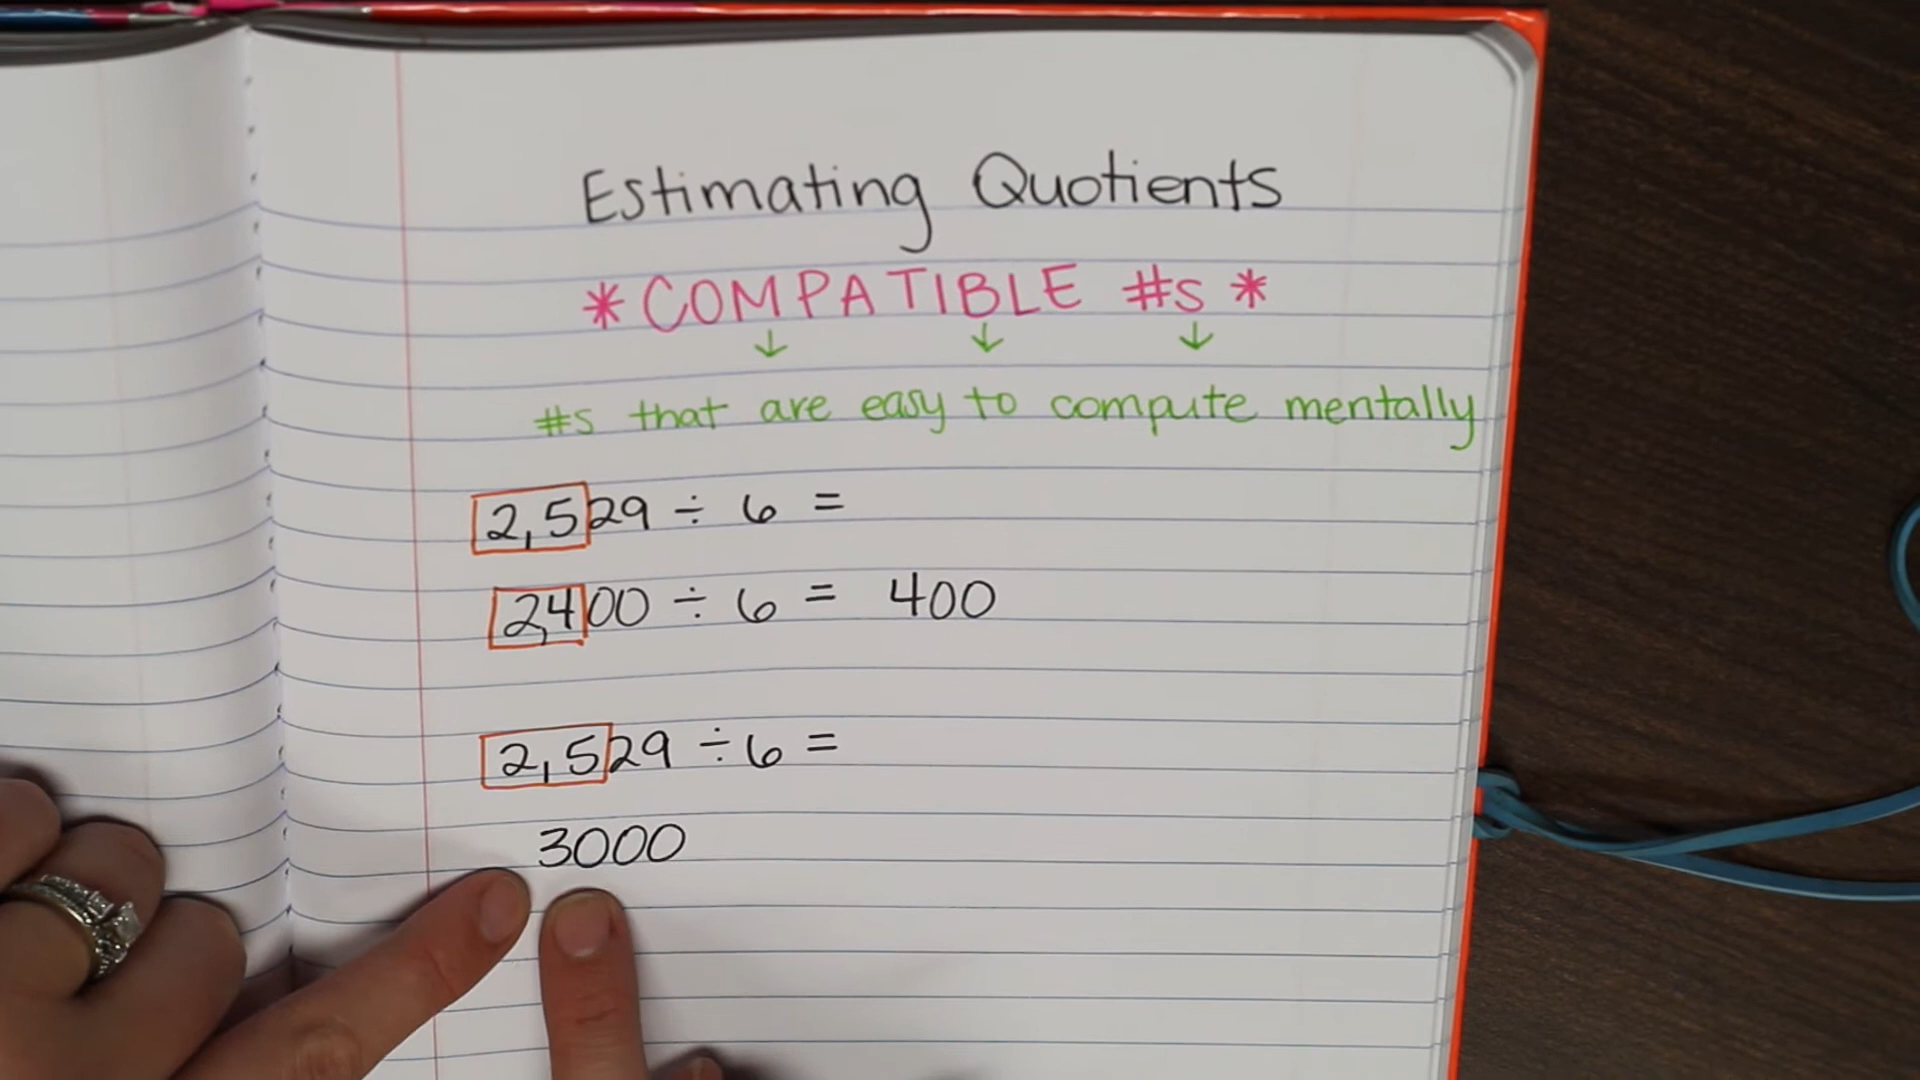 Estimating Quotients
*COMPATIBLE #s*
↓ ↓ ↓
#s that are easy to compute mentally
2,529 ÷ 6 =
2,400 ÷ 6 = 400
2,529 ÷ 6 =
3000